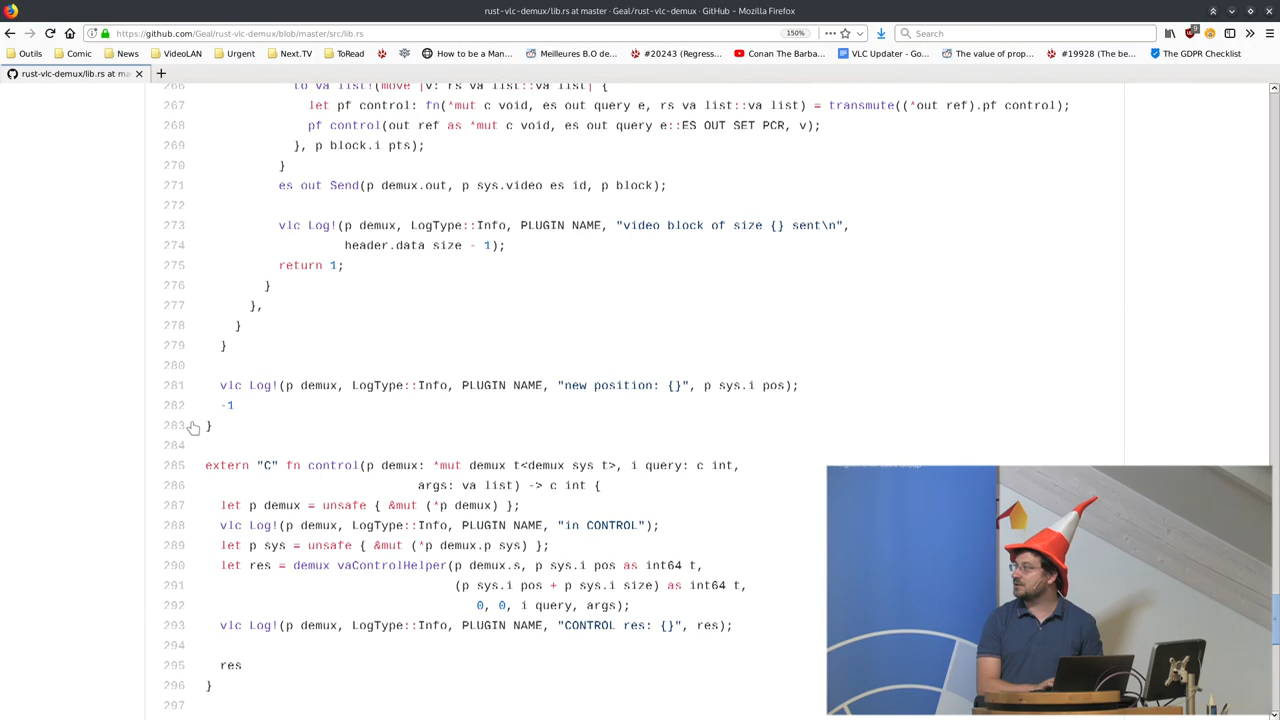 rust-vlc-demux/lib.rs at master · Geal/rust-vlc-demux · GitHub - Mozilla Firefox
https://github.com/Geal/rust-vlc-demux/blob/master/src/lib.rs
150%
Search
Outils
Comic
News
VideoLAN
Urgent
Next.TV
ToRead
How to be a Man...
Meilleures B.O de...
#20243 (Regress...
Conan The Barba...
VLC Updater - Go...
The value of prop...
#19928 (The be...
The GDPR Checklist
rust-vlc-demux/lib.rs at ma
266 to va list!(move |v: rs va list::va list| {
267 let pf control: fn(*mut c void, es out query e, rs va list::va list) = transmute((*out ref).pf control);
268 pf control(out ref as *mut c void, es out query e::ES OUT SET PCR, v);
269 }, p block.i pts);
270 }
271 es out Send(p demux.out, p sys.video es id, p block);
272
273 vlc Log!(p demux, LogType::Info, PLUGIN NAME, "video block of size {} sent\n",
274 header.data size - 1);
275 return 1;
276 }
277 },
278 }
279 }
280
281 vlc Log!(p demux, LogType::Info, PLUGIN NAME, "new position: {}", p sys.i pos);
282 -1
283 }
284
285 extern "C" fn control(p demux: *mut demux t<demux sys t>, i query: c int,
286 args: va list) -> c int {
287 let p demux = unsafe { &mut (*p demux) };
288 vlc Log!(p demux, LogType::Info, PLUGIN NAME, "in CONTROL");
289 let p sys = unsafe { &mut (*p demux.p sys) };
290 let res = demux vaControlHelper(p demux.s, p sys.i pos as int64 t,
291 (p sys.i pos + p sys.i size) as int64 t,
292 0, 0, i query, args);
293 vlc Log!(p demux, LogType::Info, PLUGIN NAME, "CONTROL res: {}", res);
294
295 res
296 }
297